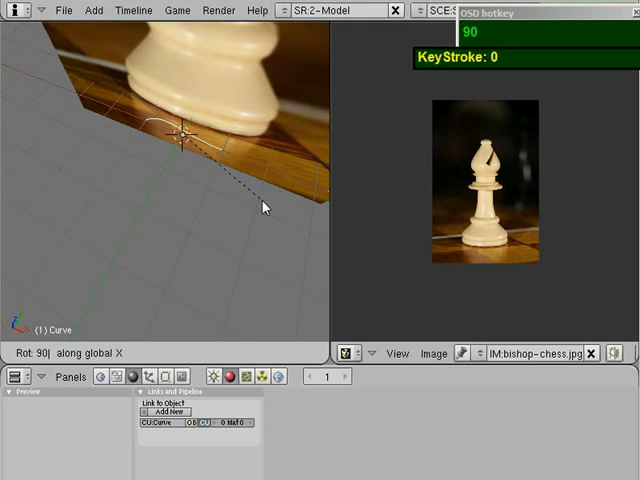 File Add Timeline Game Render Help SR:2-Model SCE:S
OSD hotkey
90
KeyStroke: 0
(1) Curve
Rot: 90| along global X
View Image IM:bishop-chess.jpg
Panels 1
Preview
Links and Pipeline
Link to Object
Add New
CU:Curve OB CU 0 Mat 0